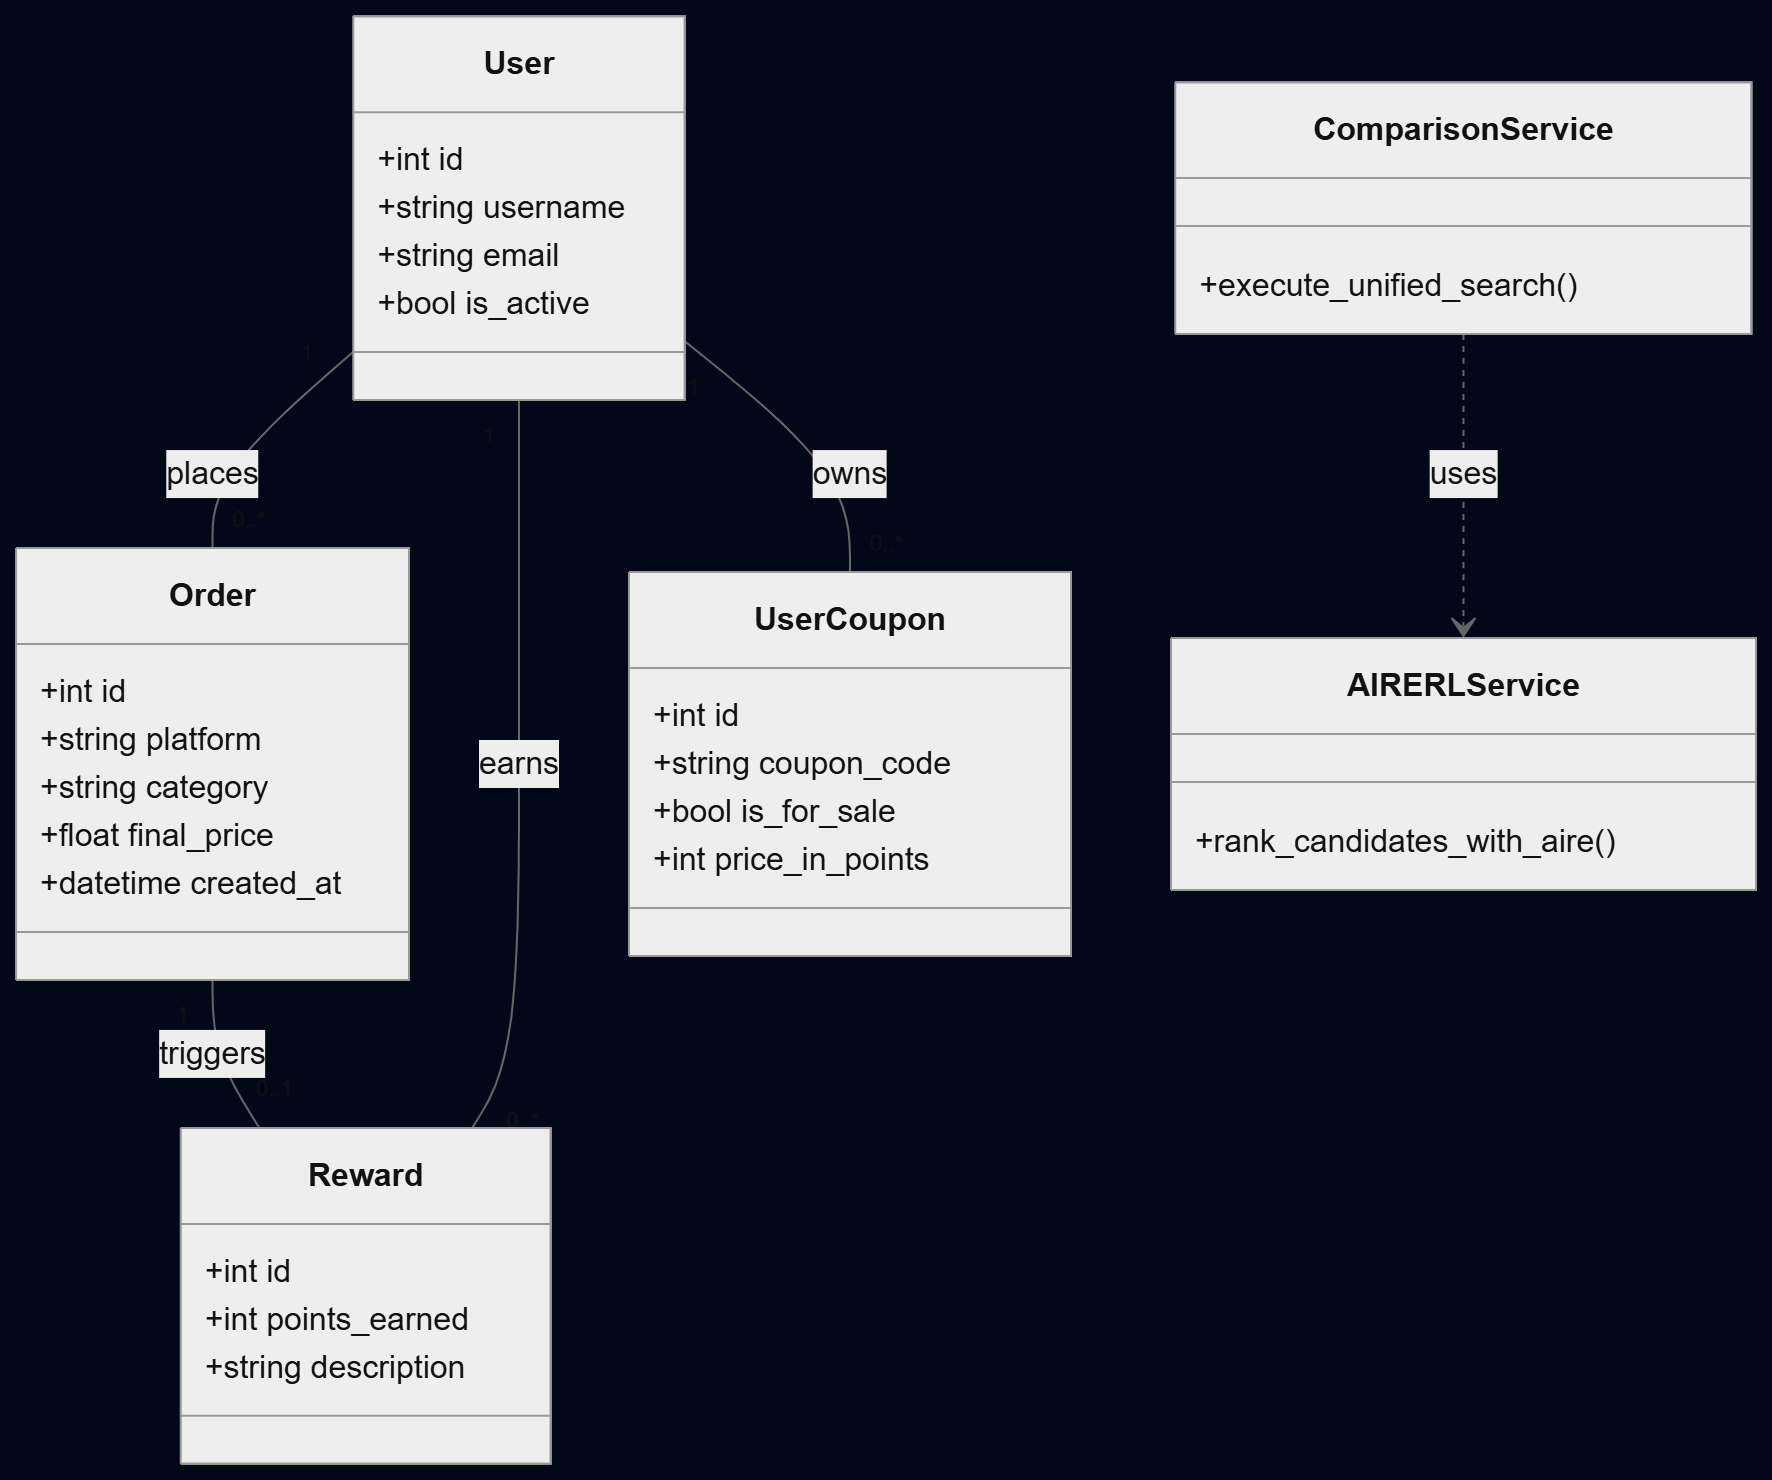 User
+int id
+string username
+string email
+bool is_active
ComparisonService
+execute_unified_search()
1
1
1
places
owns
uses
0..*
0..*
Order
+int id
+string platform
+string category
+float final_price
+datetime created_at
UserCoupon
+int id
+string coupon_code
+bool is_for_sale
+int price_in_points
AIRERLService
+rank_candidates_with_aire()
earns
1
triggers
0..1
0..*
Reward
+int id
+int points_earned
+string description